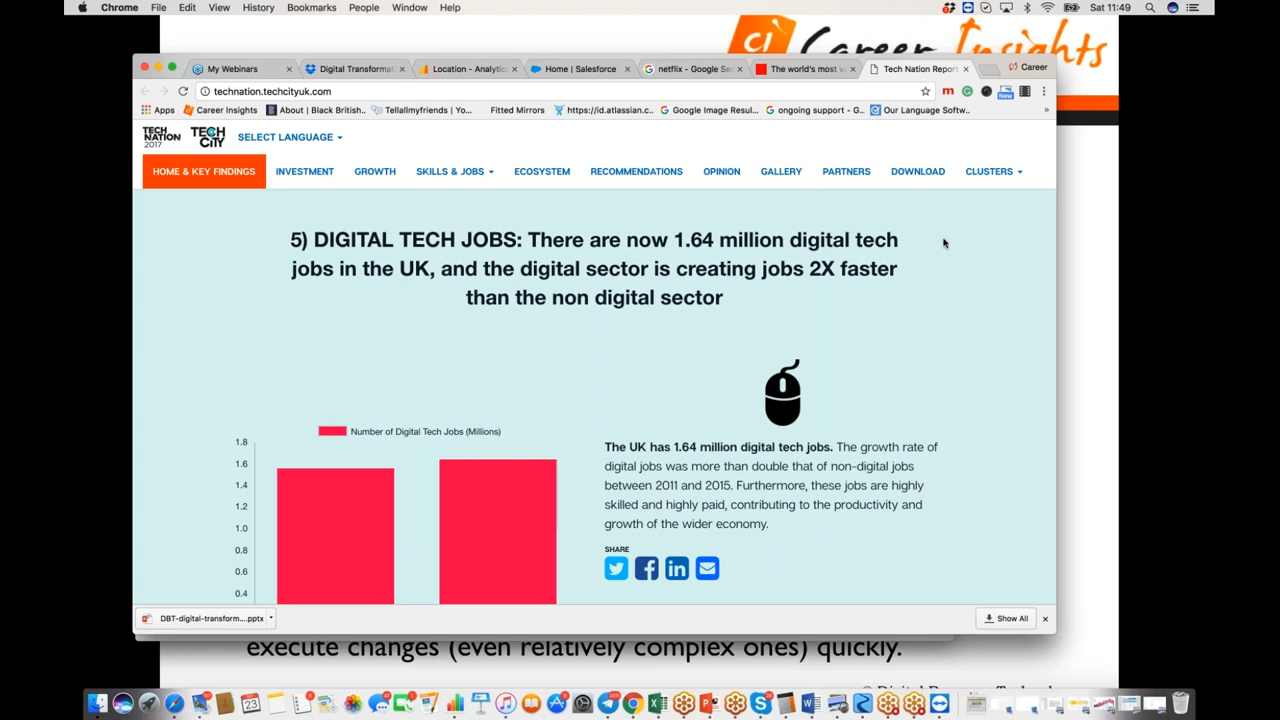 Chrome File Edit View History Bookmarks People Window Help Sat 11:49
Career Insights
My Webinars Digital Transformat Location - Analytic Home | Salesforce netflix - Google Se The world's most v Tech Nation Report Career
technation.techcityuk.com
Apps Career Insights About | Black British.. Tellallmyfriends | Yo... Fitted Mirrors https://id.atlassian.c... Google Image Resul... ongoing support - G... Our Language Softw.. »
New
TECH NATION 2017 TECH CITY SELECT LANGUAGE
HOME & KEY FINDINGS INVESTMENT GROWTH SKILLS & JOBS ECOSYSTEM RECOMMENDATIONS OPINION GALLERY PARTNERS DOWNLOAD CLUSTERS
5) DIGITAL TECH JOBS: There are now 1.64 million digital tech
jobs in the UK, and the digital sector is creating jobs 2X faster
than the non digital sector
Number of Digital Tech Jobs (Millions)
1.8
1.6
1.4
1.2
1.0
0.8
0.6
0.4
The UK has 1.64 million digital tech jobs. The growth rate of
digital jobs was more than double that of non-digital jobs
between 2011 and 2015. Furthermore, these jobs are highly
skilled and highly paid, contributing to the productivity and
growth of the wider economy.
SHARE
DBT-digital-transform....pptx Show All
execute changes (even relatively complex ones) quickly.